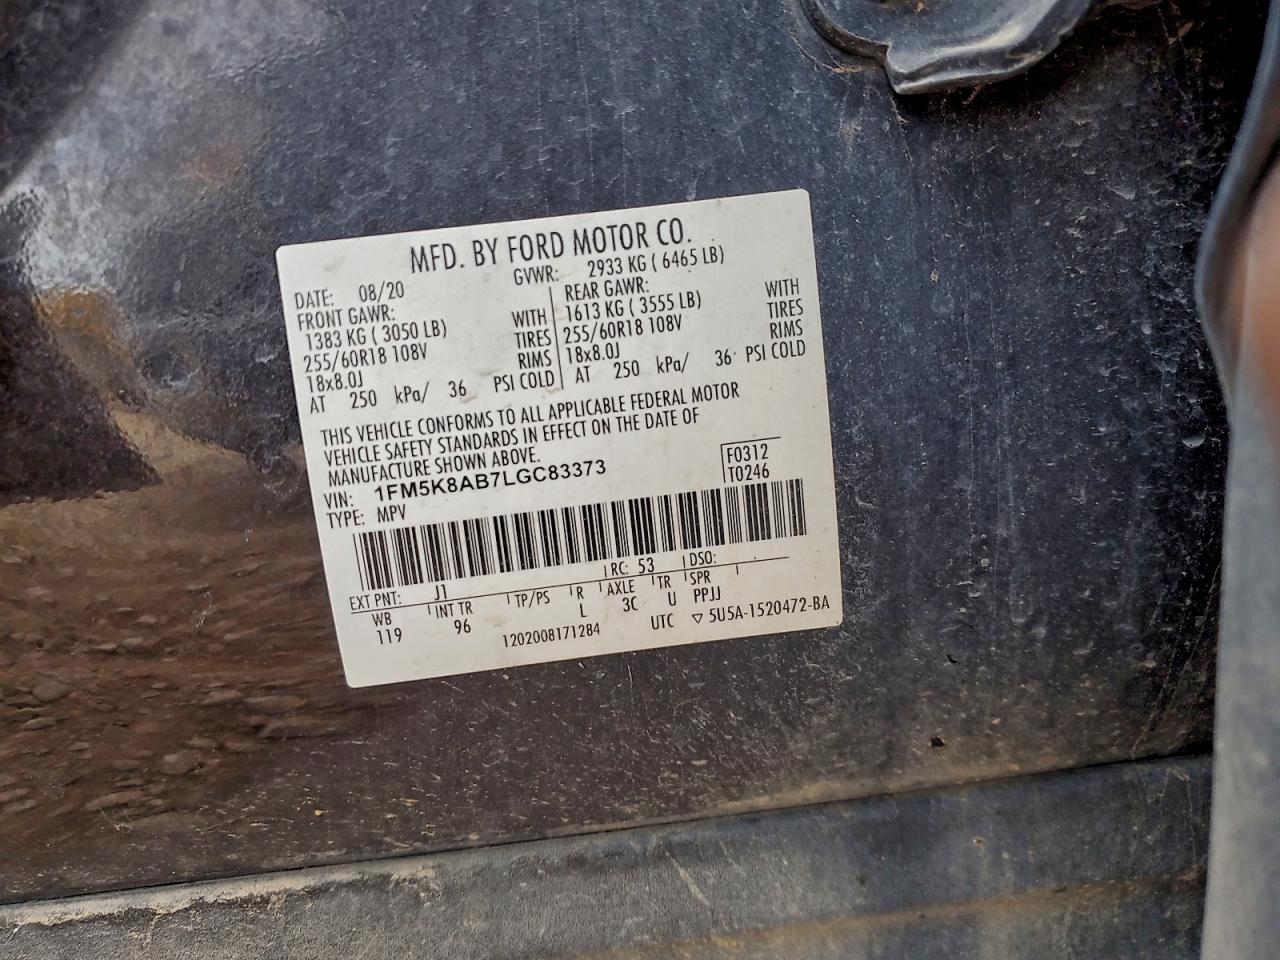 MFD. BY FORD MOTOR CO.
DATE: 08/20 GVWR: 2933 KG ( 6465 LB)
FRONT GAWR: REAR GAWR:
1383 KG ( 3050 LB) WITH 1613 KG ( 3555 LB) WITH
255/60R18 108V TIRES 255/60R18 108V TIRES
18x8.0J RIMS 18x8.0J RIMS
AT 250 kPa/ 36 PSI COLD AT 250 kPa/ 36 PSI COLD
THIS VEHICLE CONFORMS TO ALL APPLICABLE FEDERAL MOTOR
VEHICLE SAFETY STANDARDS IN EFFECT ON THE DATE OF
MANUFACTURE SHOWN ABOVE.
VIN: 1FM5K8AB7LGC83373 F0312
TYPE: MPV T0246
EXT PNT: J1 RC: 53 DSO:
WB INT TR TP/PS R AXLE TR SPR
119 96 L 3C U PPJJ
1202008171284 UTC ▽ 5U5A-1520472-BA